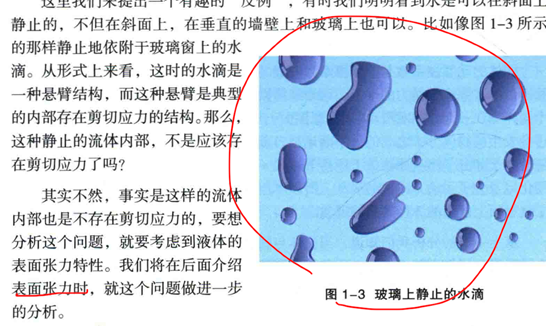 这里我们来提出一个有趣的“反例”,有时我们明明看到水是可以在斜面上
静止的,不但在斜面上,在垂直的墙壁上和玻璃上也可以。比如像图1-3所示
的那样静止地依附于玻璃窗上的水
滴。从形式上来看,这时的水滴是
一种悬臂结构,而这种悬臂是典型
的内部存在剪切应力的结构。那么,
这种静止的流体内部,不是应该存
在剪切应力了吗?
其实不然,事实是这样的流体
内部也是不存在剪切应力的,要想
分析这个问题,就要考虑到液体的
表面张力特性。我们将在后面介绍
表面张力时,就这个问题做进一步
的分析。
图1-3 玻璃上静止的水滴